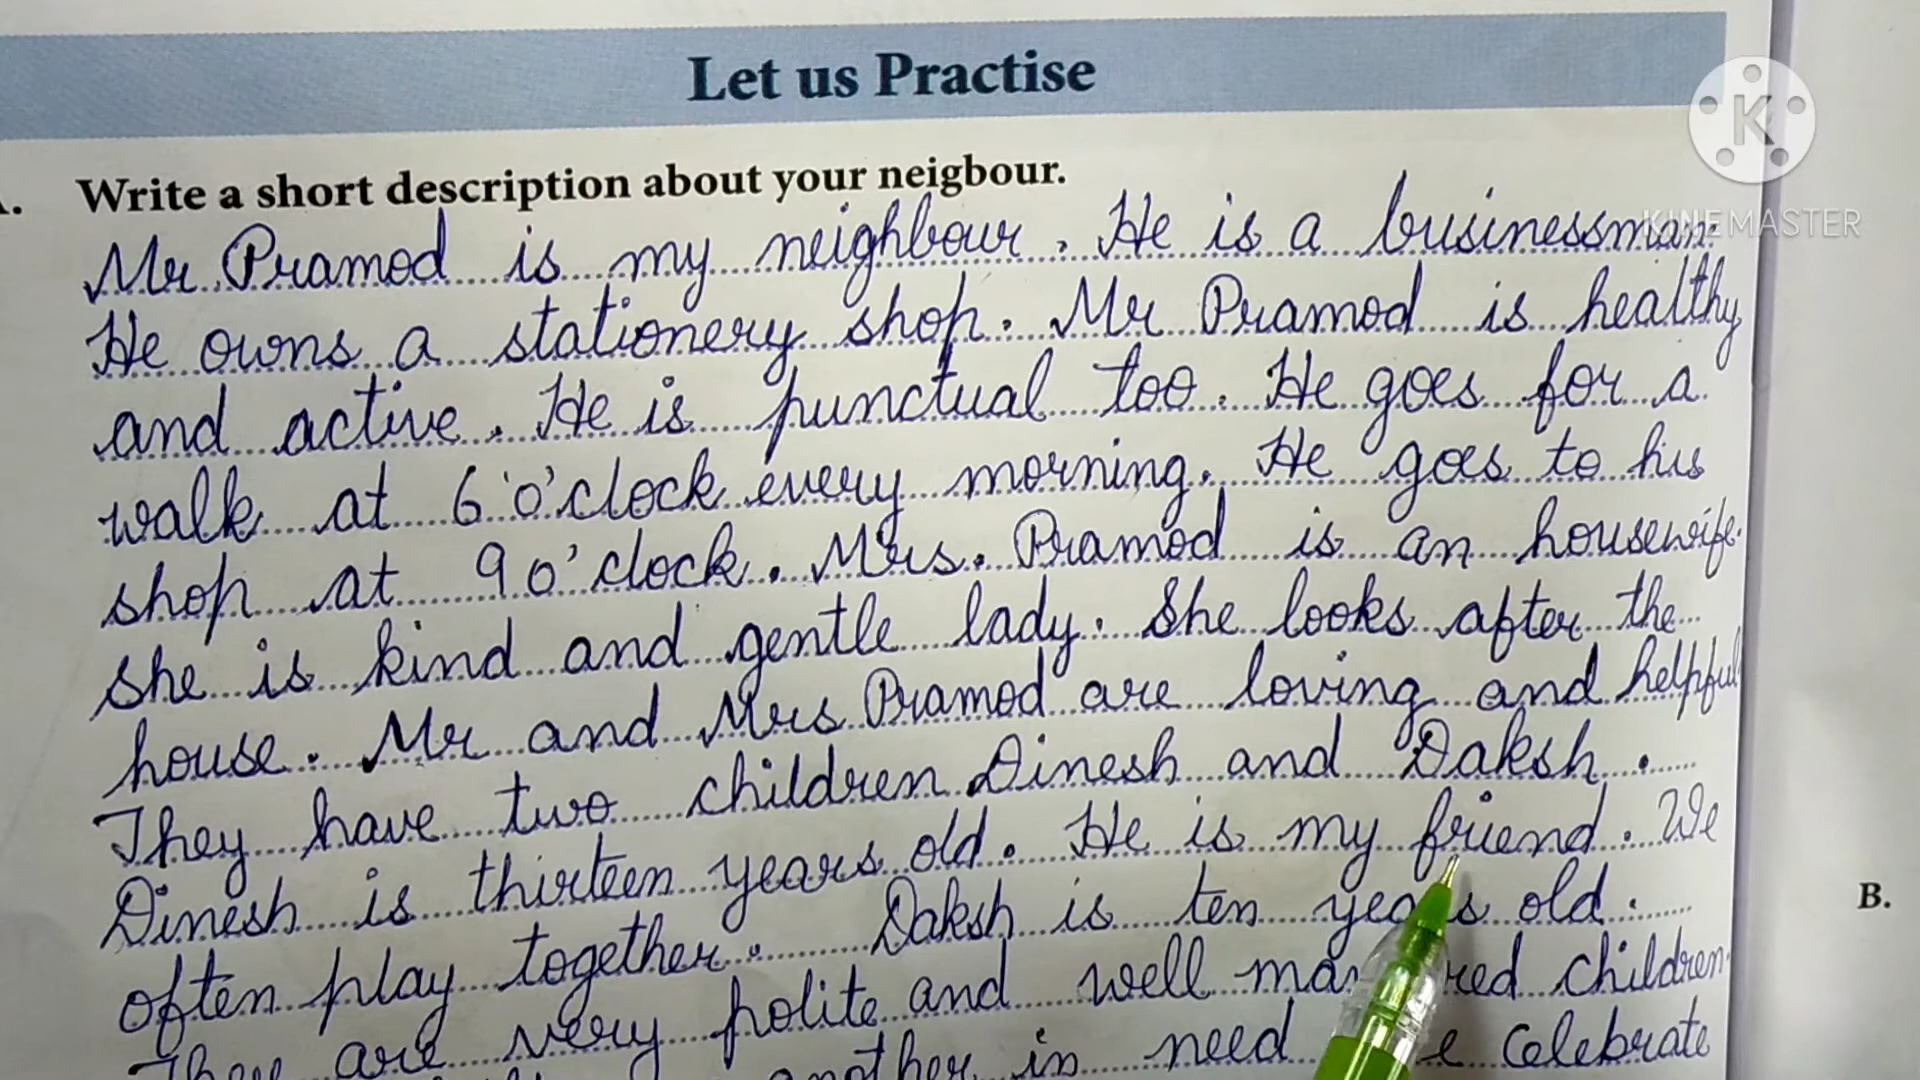 Let us Practise
K
KINEMASTER
Write a short description about your neigbour.
Mr Pramod is my neighbour. He is a businessman.
He owns a stationery shop. Mr Pramod is healthy
and active. He is punctual too. He goes for a
walk at 6 o'clock every morning. He goes to his
shop at 9 o'clock. Mrs. Pramod is an housewife.
She is kind and gentle lady. She looks after the
house. Mr and Mrs Pramod are loving and helpful.
They have two children Dinesh and Daksh.
Dinesh is thirteen years old. He is my friend. We
often play together. Daksh is ten years old.
They are very polite and well children.
another in need celebrate
B.